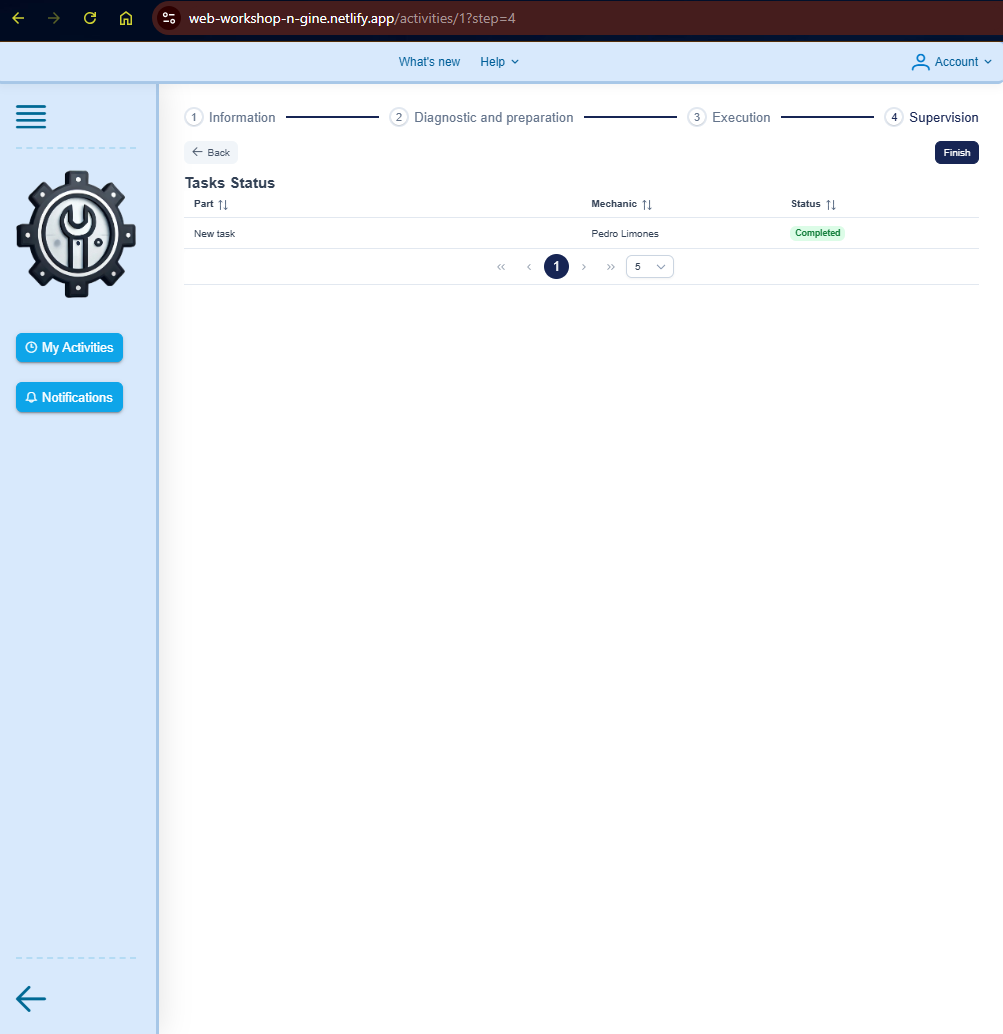 web-workshop-n-gine.netlify.app/activities/1?step=4
What's new Help Account
1 Information 2 Diagnostic and preparation 3 Execution 4 Supervision
Back Finish
Tasks Status
Part Mechanic Status
New task Pedro Limones Completed
« ‹ 1 › » 5
My Activities
Notifications